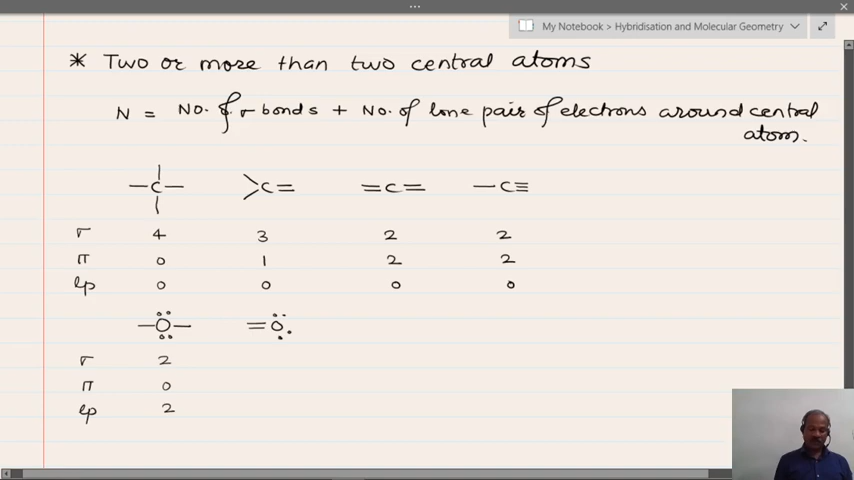 My Notebook > Hybridisation and Molecular Geometry
* Two or more than two central atoms
N = No. of σ bonds + No. of lone pair of electrons around central
atom.
–C– >C= =C= –C≡
σ 4 3 2 2
π 0 1 2 2
lp 0 0 0 0
–O– =O
σ 2
π 0
lp 2